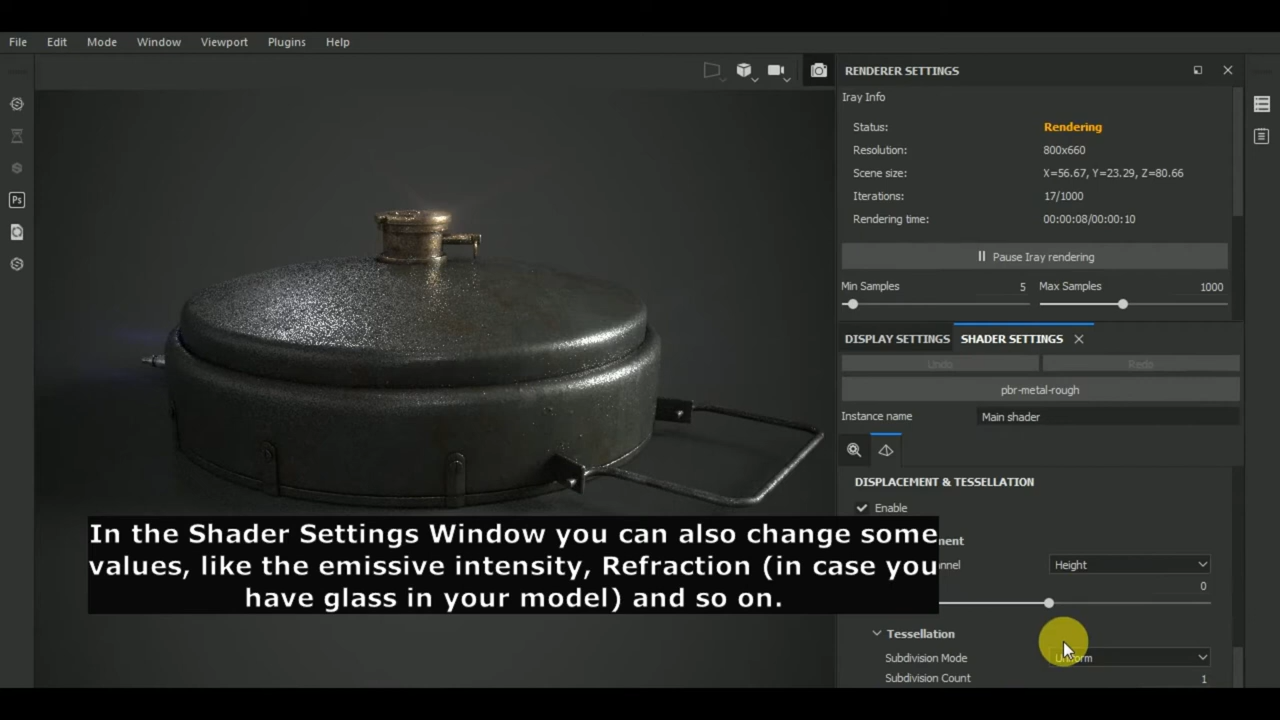 File Edit Mode Window Viewport Plugins Help
RENDERER SETTINGS
Iray Info
Status: Rendering
Resolution: 800x660
Scene size: X=56.67, Y=23.29, Z=80.66
Iterations: 17/1000
Rendering time: 00:00:08/00:00:10
Pause Iray rendering
Min Samples 5 Max Samples 1000
DISPLAY SETTINGS SHADER SETTINGS
Undo Redo
pbr-metal-rough
Instance name Main shader
Ps
DISPLACEMENT & TESSELLATION
Enable
Height
0
Tessellation
Subdivision Mode Uniform
Subdivision Count 1
In the Shader Settings Window you can also change some
values, like the emissive intensity, Refraction (in case you
have glass in your model) and so on.